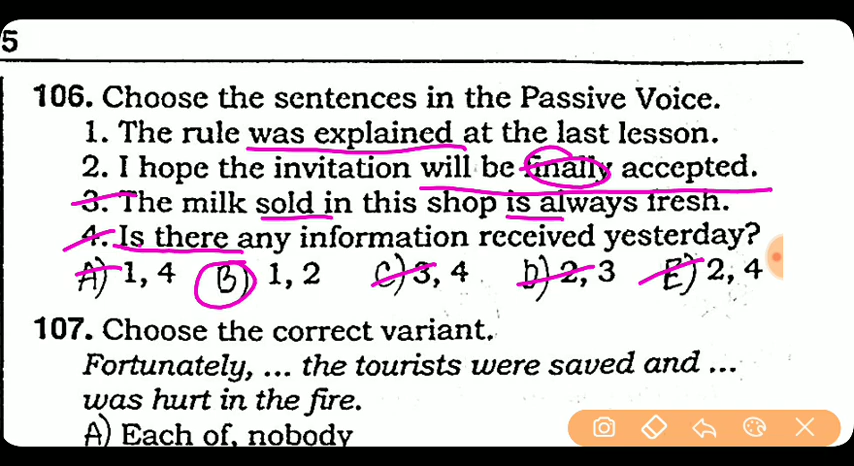 5
106. Choose the sentences in the Passive Voice.
1. The rule was explained at the last lesson.
2. I hope the invitation will be finally accepted.
3. The milk sold in this shop is always fresh.
4. Is there any information received yesterday?
A) 1, 4 B) 1, 2 C) 3, 4 D) 2, 3 E) 2, 4
107. Choose the correct variant.
Fortunately, ... the tourists were saved and ...
was hurt in the fire.
A) Each of, nobody